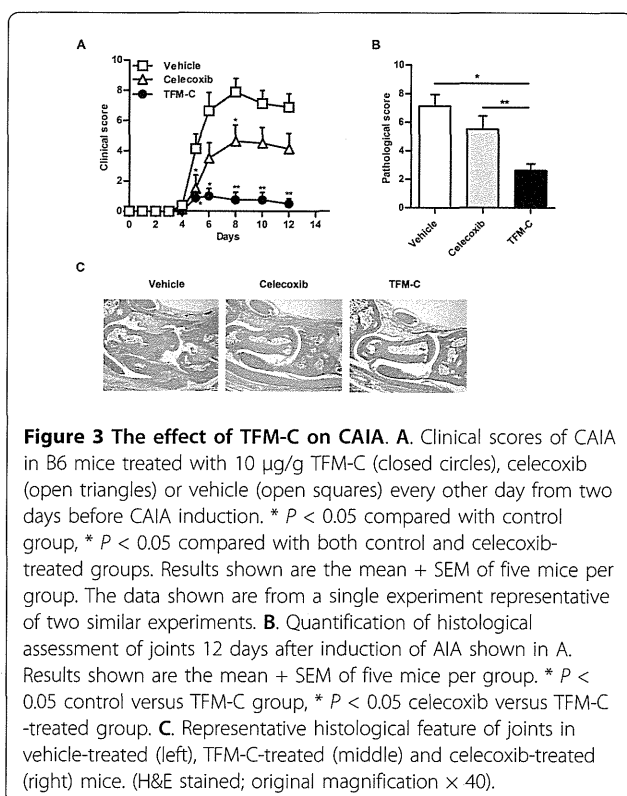 A
B
Vehicle
Celecoxib
TFM-C
Clinical score
10
8
6
4
2
0
0 2 4 6 8 10 12 14
Days
* * * * * ** ** **
Pathological score
10
8
6
4
2
0
*
**
Vehicle
Celecoxib
TFM-C
C
Vehicle Celecoxib TFM-C
Figure 3 The effect of TFM-C on CAIA. A. Clinical scores of CAIA
in B6 mice treated with 10 μg/g TFM-C (closed circles), celecoxib
(open triangles) or vehicle (open squares) every other day from two
days before CAIA induction. * P < 0.05 compared with control
group, * P < 0.05 compared with both control and celecoxib-
treated groups. Results shown are the mean + SEM of five mice per
group. The data shown are from a single experiment representative
of two similar experiments. B. Quantification of histological
assessment of joints 12 days after induction of AIA shown in A.
Results shown are the mean + SEM of five mice per group. * P <
0.05 control versus TFM-C group, * P < 0.05 celecoxib versus TFM-C
-treated group. C. Representative histological feature of joints in
vehicle-treated (left), TFM-C-treated (middle) and celecoxib-treated
(right) mice. (H&E stained; original magnification × 40).